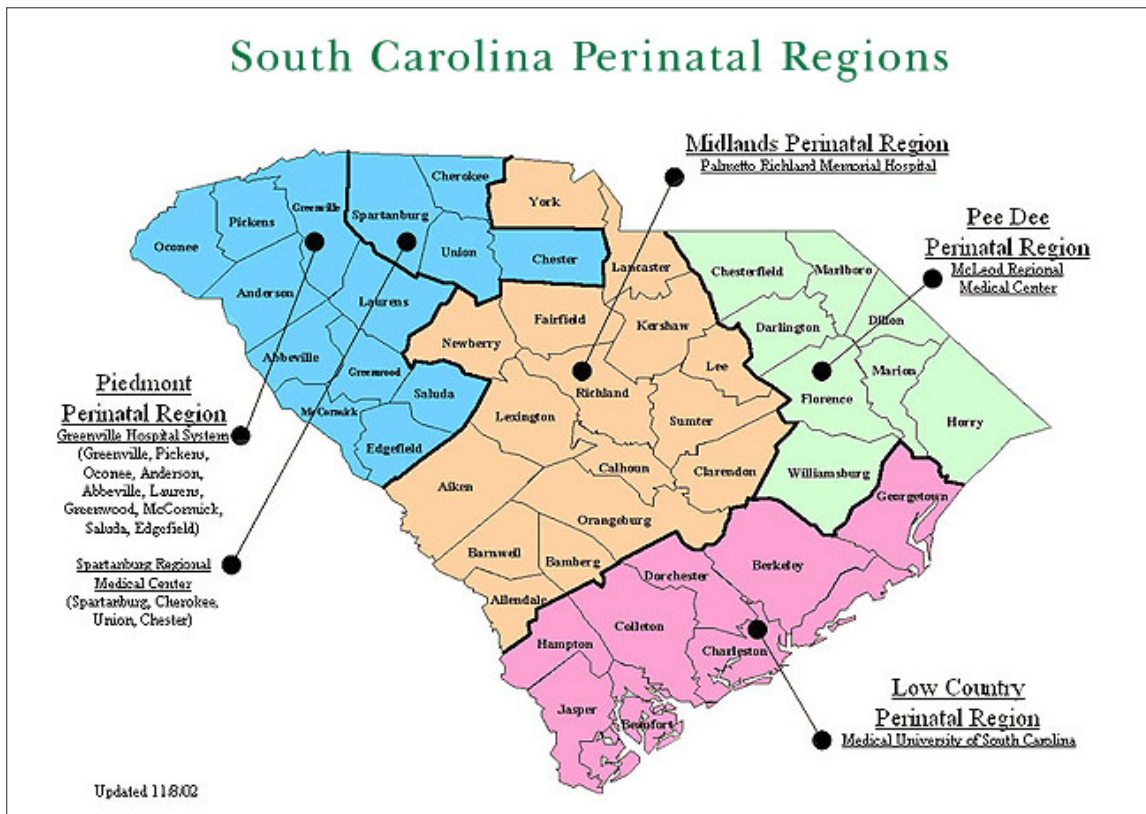 South Carolina Perinatal Regions
Midlands Perinatal Region
Palmetto Richland Memorial Hospital
Pee Dee
Perinatal Region
McLeod Regional
Medical Center
Piedmont
Perinatal Region
Greenville Hospital System
(Greenville, Pickens,
Oconee, Anderson,
Abbeville, Laurens,
Greenwood, McCormick,
Saluda, Edgefield)
Spartanburg Regional
Medical Center
(Spartanburg, Cherokee,
Union, Chester)
Low Country
Perinatal Region
Medical University of South Carolina
Cherokee
York
Greenville
Pickens
Spartanburg
Oconee
Union
Chester
Lancaster
Chesterfield
Marlboro
Anderson
Laurens
Fairfield
Kershaw
Darlington
Dillon
Newberry
Abbeville
Greenwood
Lee
Marion
Saluda
Richland
Florence
McCormick
Lexington
Sumter
Horry
Edgefield
Calhoun
Clarendon
Williamsburg
Aiken
Georgetown
Orangeburg
Barnwell
Bamberg
Berkeley
Dorchester
Allendale
Colleton
Hampton
Charleston
Jasper
Beaufort
Updated 11/8/02